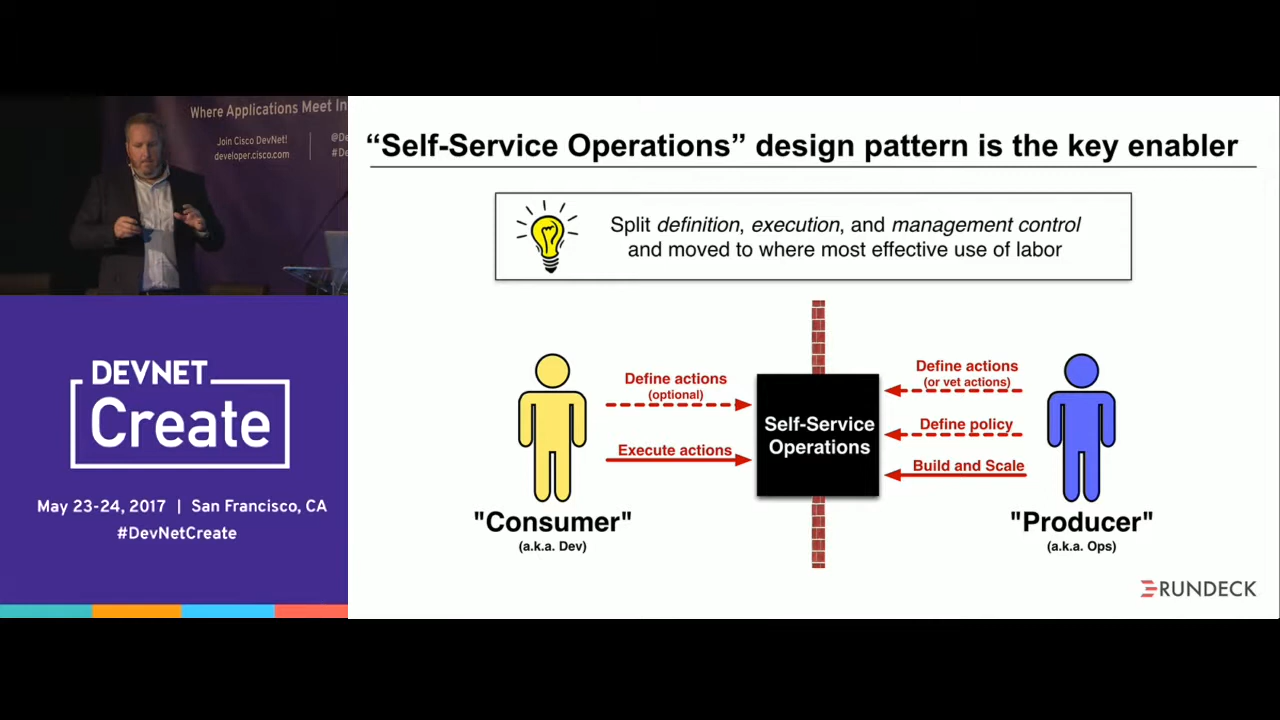 Where Applications Meet In
Join Cisco DevNet!
developer.cisco.com
@De
#De
DEVNET
Create
May 23-24, 2017 | San Francisco, CA
#DevNetCreate
“Self-Service Operations” design pattern is the key enabler
Split definition, execution, and management control
and moved to where most effective use of labor
Define actions
(optional)
Execute actions
Self-Service
Operations
Define actions
(or vet actions)
Define policy
Build and Scale
"Consumer"
(a.k.a. Dev)
"Producer"
(a.k.a. Ops)
RUNDECK